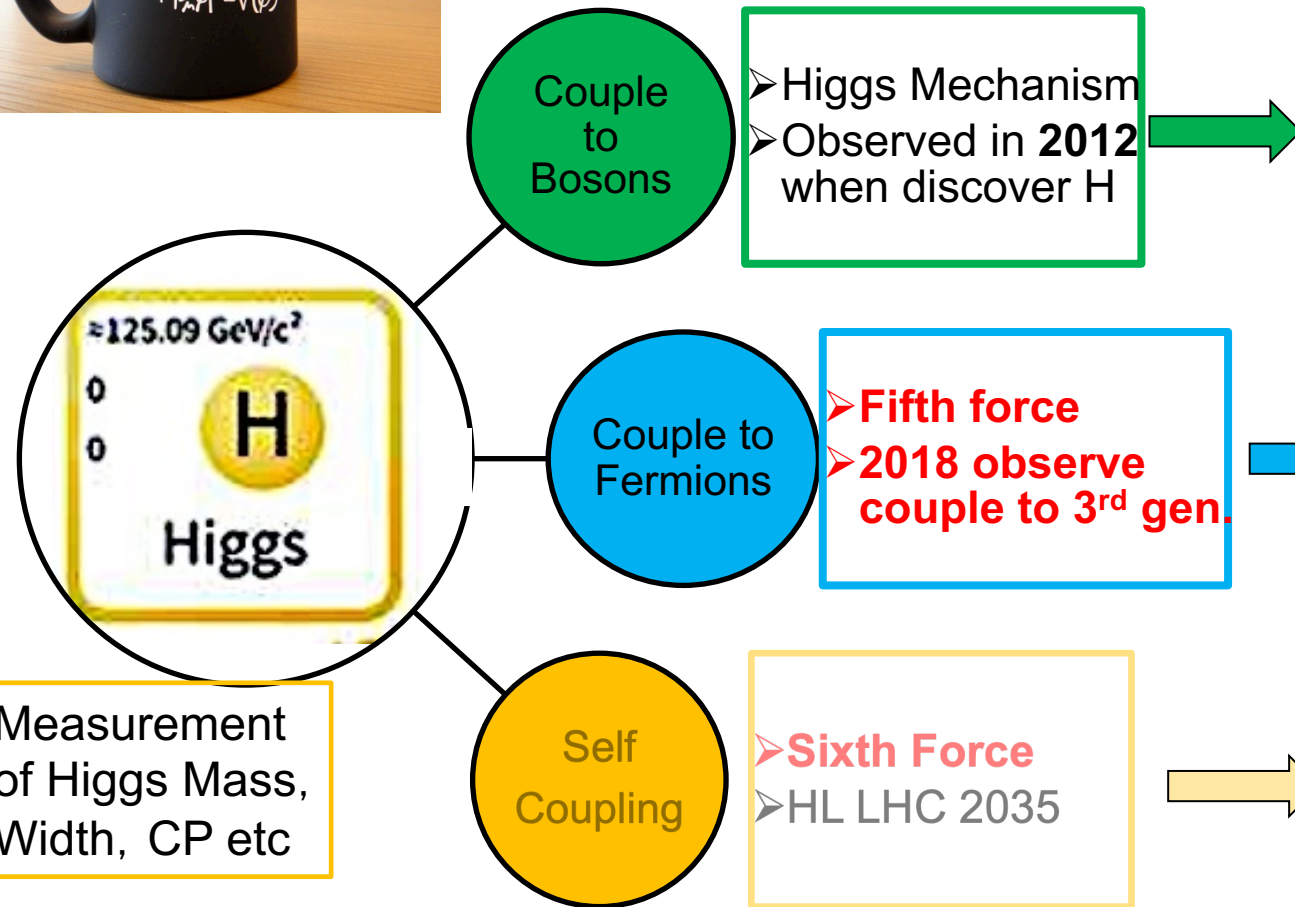 Couple
to
Bosons
➢Higgs Mechanism
➢Observed in 2012
when discover H
≈125.09 GeV/c²
0
0
H
Higgs
Couple to
Fermions
➢Fifth force
➢2018 observe
couple to 3rd gen.
Measurement
of Higgs Mass,
Width, CP etc
Self
Coupling
➢Sixth Force
➢HL LHC 2035